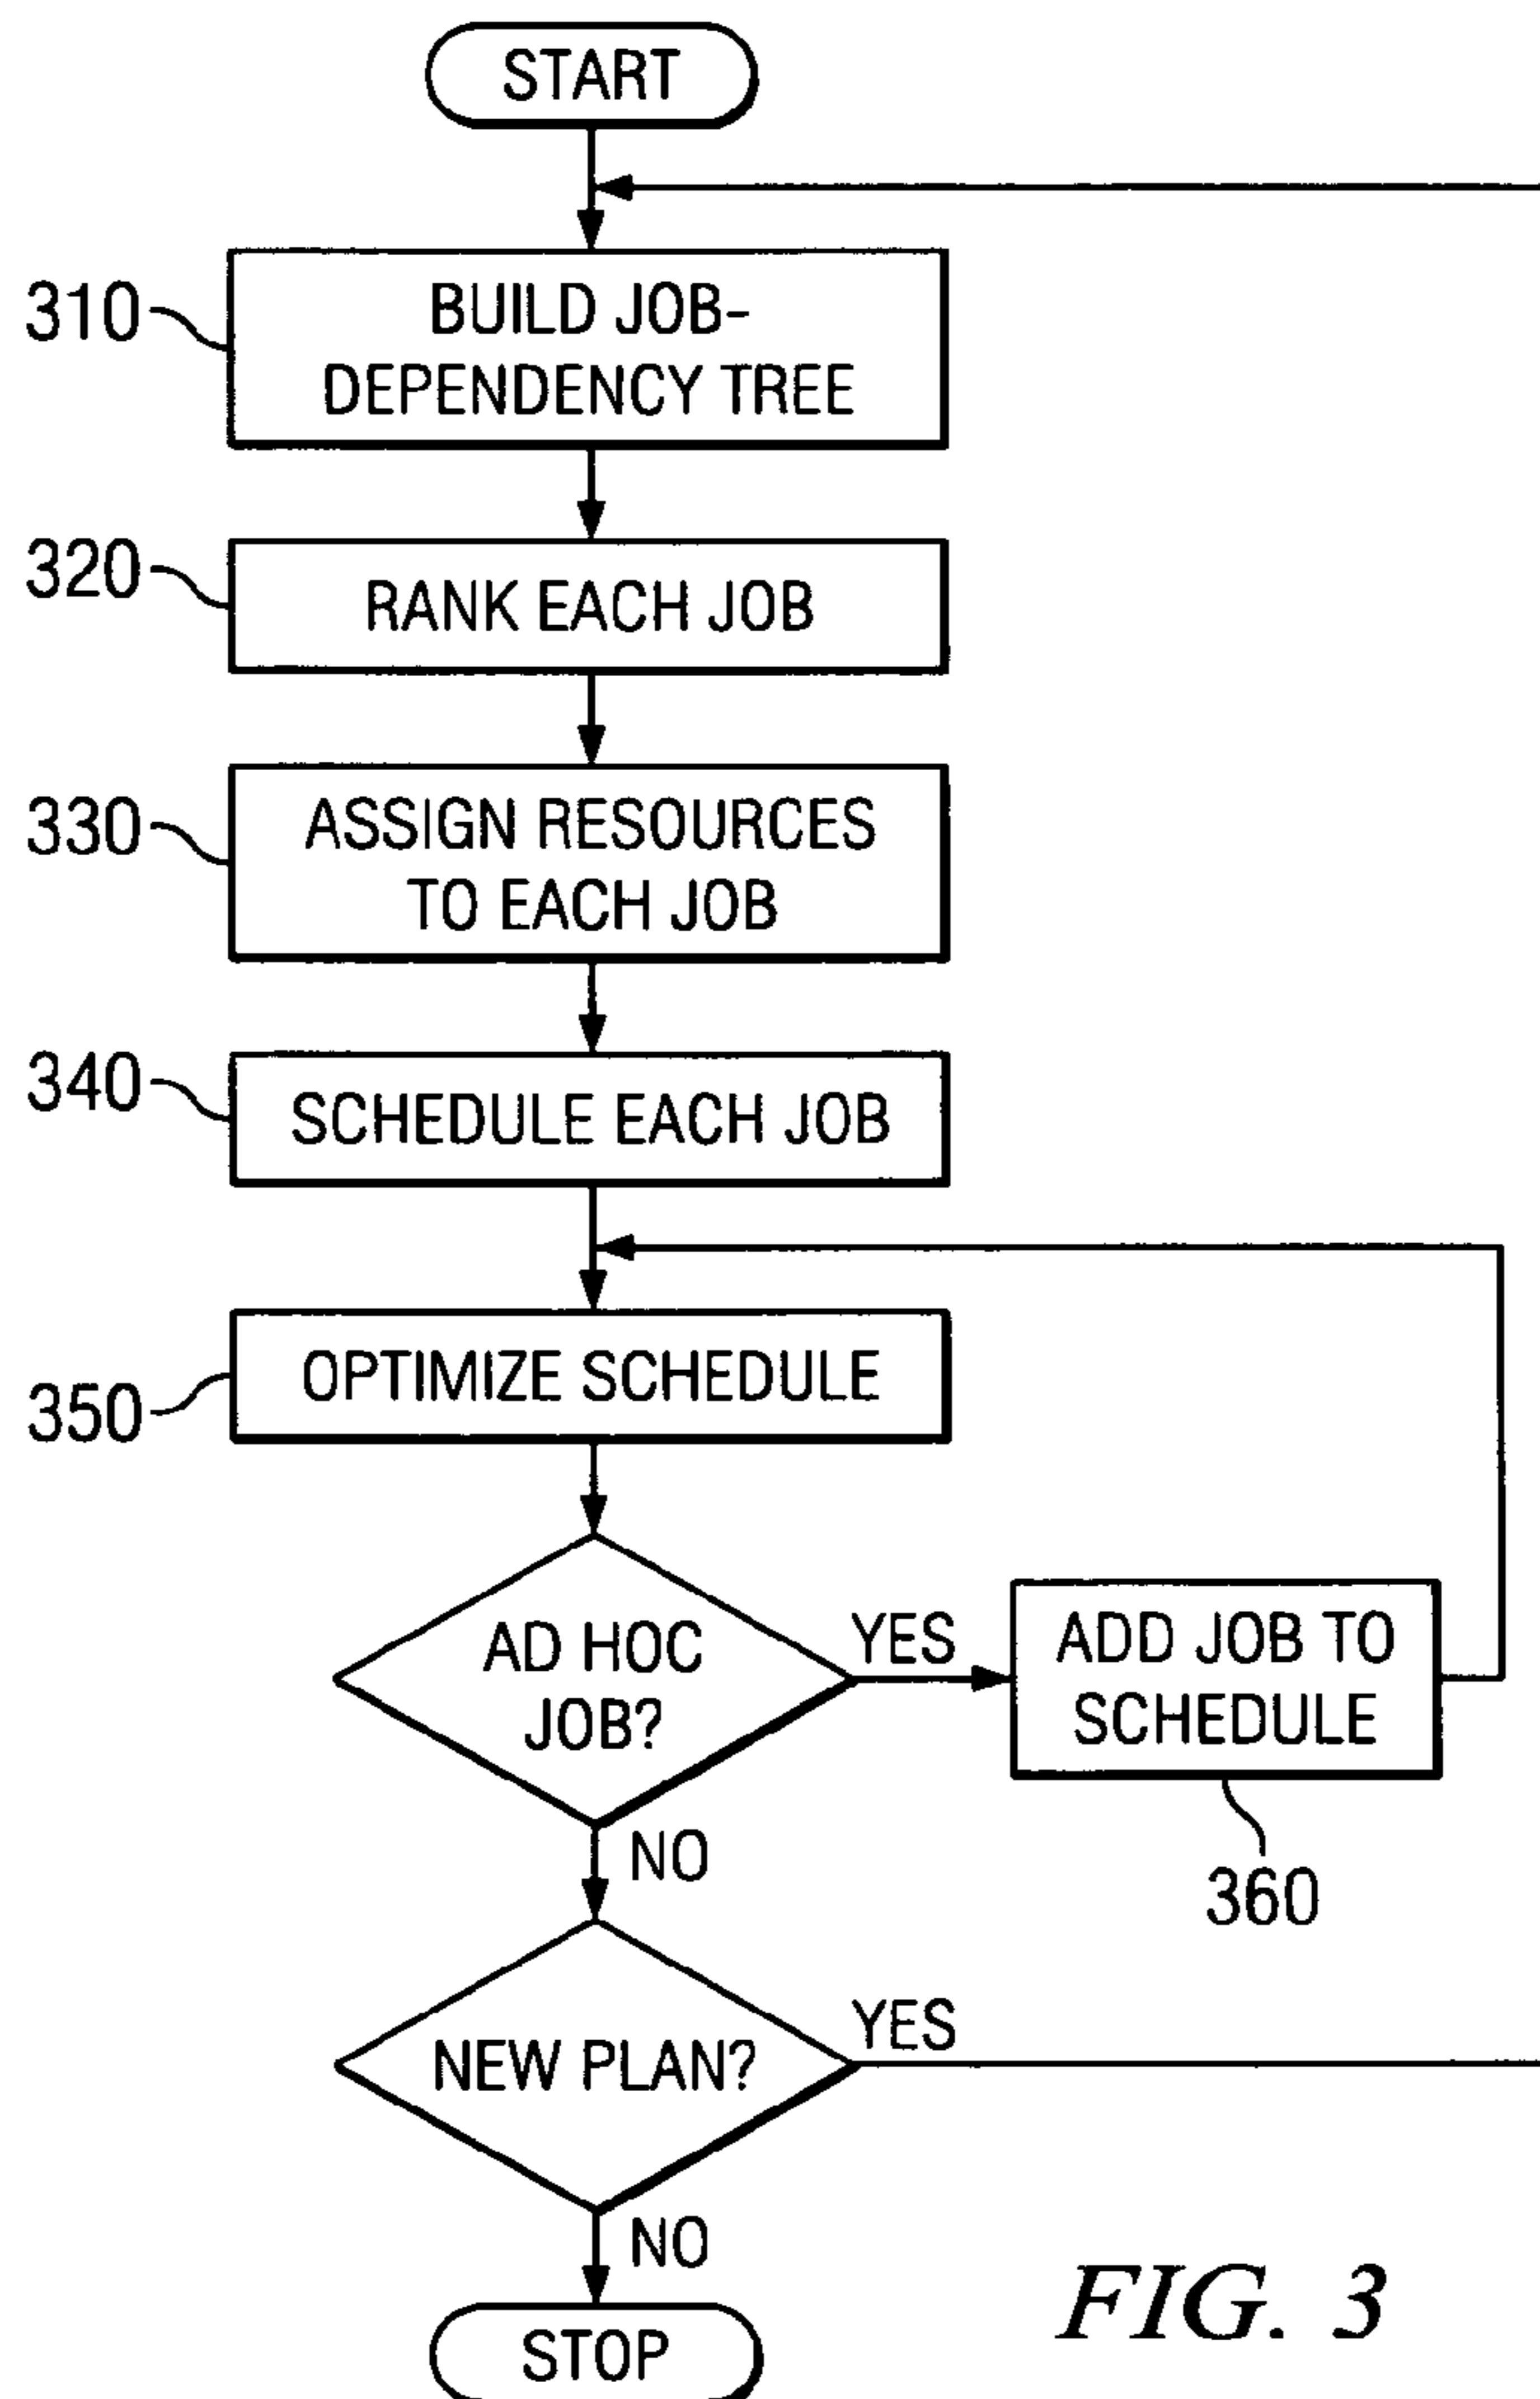 START
310
BUILD JOB-
DEPENDENCY TREE
320
RANK EACH JOB
330
ASSIGN RESOURCES
TO EACH JOB
340
SCHEDULE EACH JOB
350
OPTIMIZE SCHEDULE
AD HOC
JOB?
YES
ADD JOB TO
SCHEDULE
360
NO
NEW PLAN?
YES
NO
STOP
FIG. 3